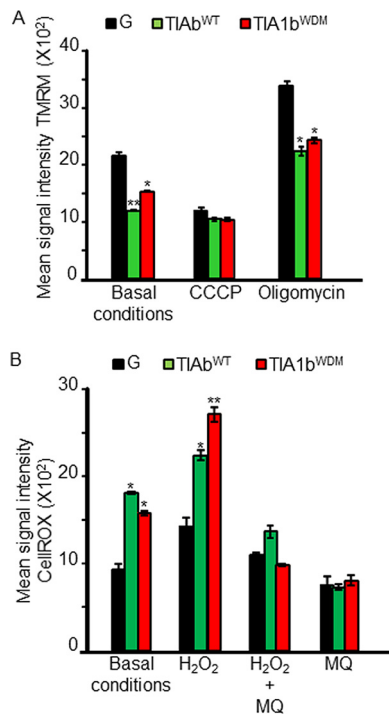 A
G TIAb^WT TIA1b^WDM
Mean signal intensity TMRM (X10²)
40
30
20
10
0
**
*
*
*
Basal
conditions
CCCP
Oligomycin
B
G TIAb^WT TIA1b^WDM
Mean signal intensity
CellROX (X10²)
30
20
10
0
*
*
*
**
Basal
conditions
H₂O₂
H₂O₂
+
MQ
MQ